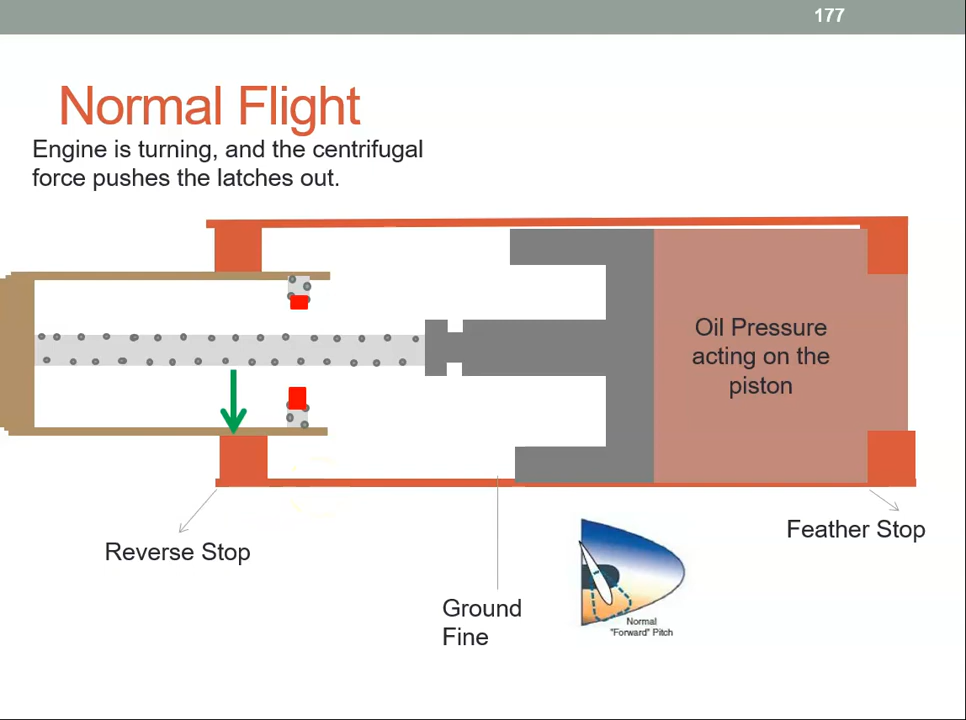 177
Normal Flight
Engine is turning, and the centrifugal
force pushes the latches out.
Oil Pressure
acting on the
piston
Feather Stop
Reverse Stop
Ground
Fine
Normal
"Forward" Pitch